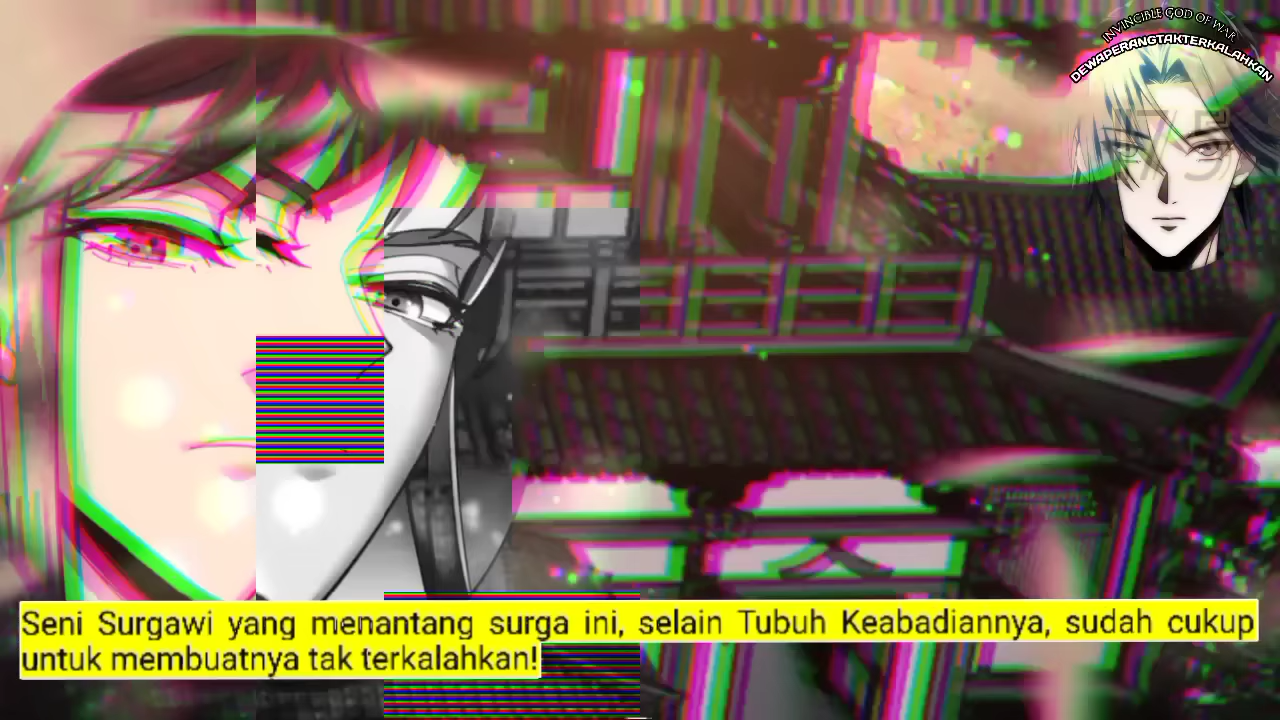 INVINCIBLE GOD OF WAR
DEWAPERANGTAKTERKALAHKAN
75
Seni Surgawi yang menantang surga ini, selain Tubuh Keabadiannya, sudah cukup
untuk membuatnya tak terkalahkan!